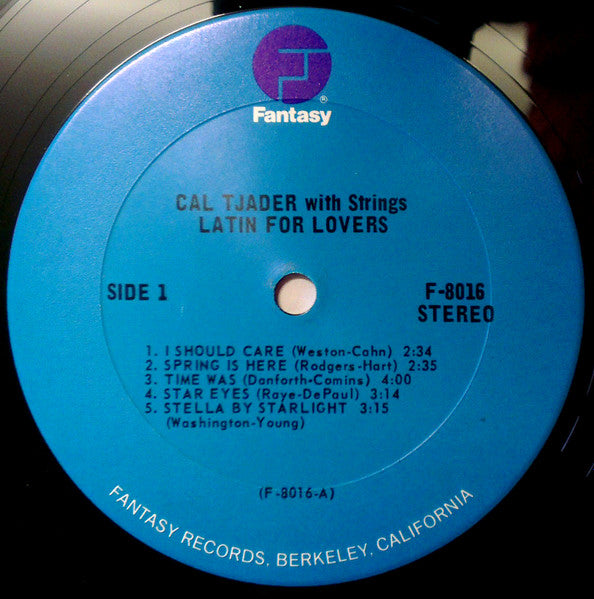 Fantasy®
CAL TJADER with Strings
LATIN FOR LOVERS
SIDE 1
F-8016
STEREO
1. I SHOULD CARE (Weston-Cahn) 2:34
2. SPRING IS HERE (Rodgers-Hart) 2:35
3. TIME WAS (Danforth-Camins) 4:00
4. STAR EYES (Raye-DePaul) 3:14
5. STELLA BY STARLIGHT 3:15
(Washington-Young)
(F-8016-A)
FANTASY RECORDS, BERKELEY, CALIFORNIA